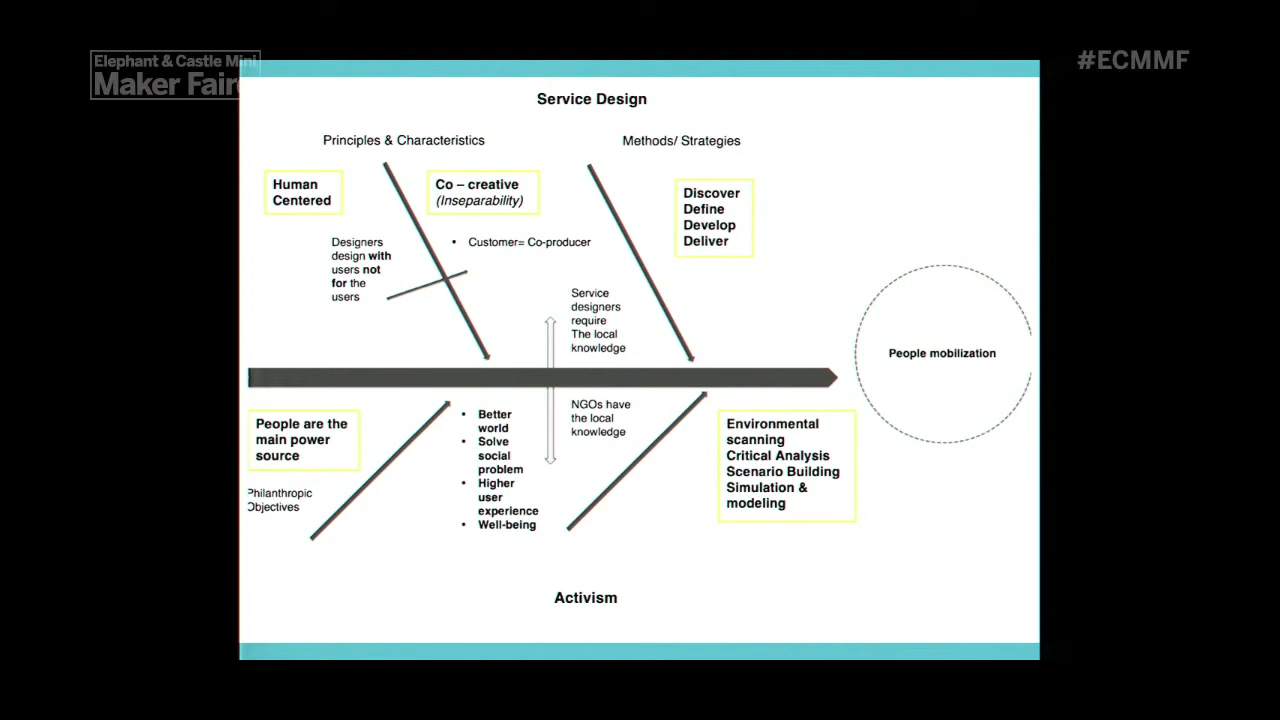 Elephant & Castle Mini
Maker Faire
#ECMMF
Service Design
Principles & Characteristics
Methods/ Strategies
Human
Centered
Co – creative
(Inseparability)
Discover
Define
Develop
Deliver
Designers
design with
users not
for the
users
• Customer= Co-producer
Service
designers
require
The local
knowledge
People mobilization
NGOs have
the local
knowledge
People are the
main power
source
Philanthropic
Objectives
• Better
world
• Solve
social
problem
• Higher
user
experience
• Well-being
Environmental
scanning
Critical Analysis
Scenario Building
Simulation &
modeling
Activism